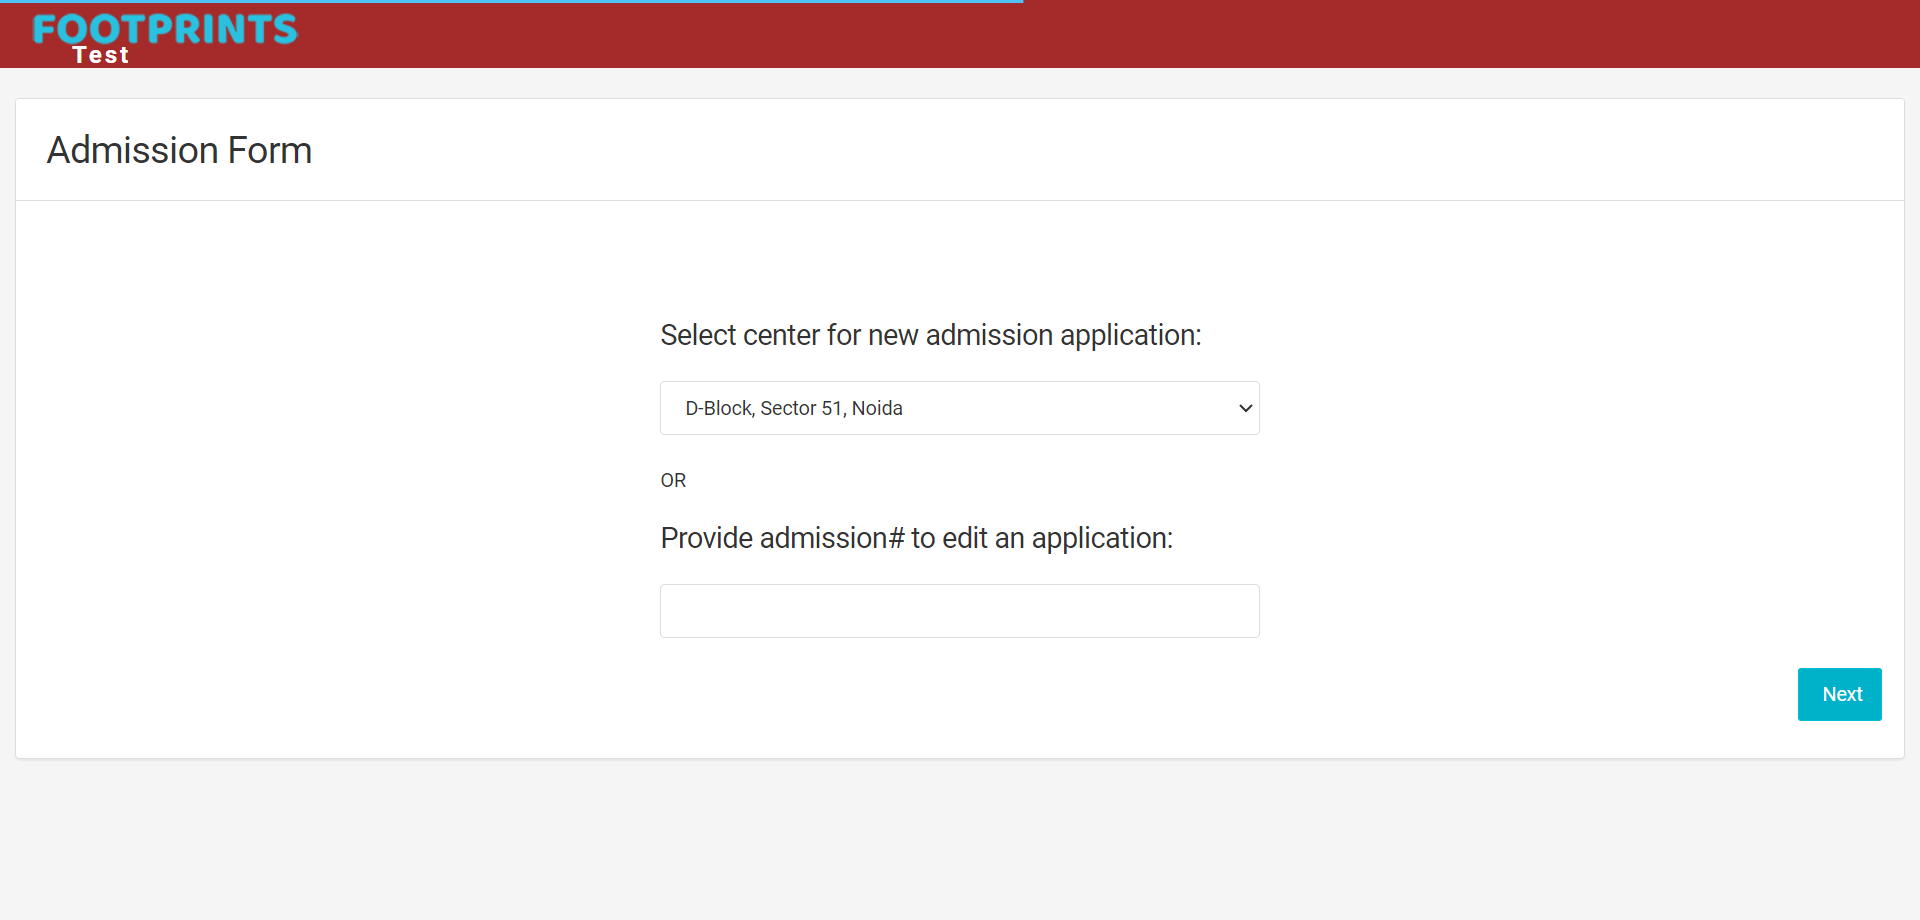 FOOTPRINTS
Test
Admission Form
Select center for new admission application:
D-Block, Sector 51, Noida
OR
Provide admission# to edit an application:
Next